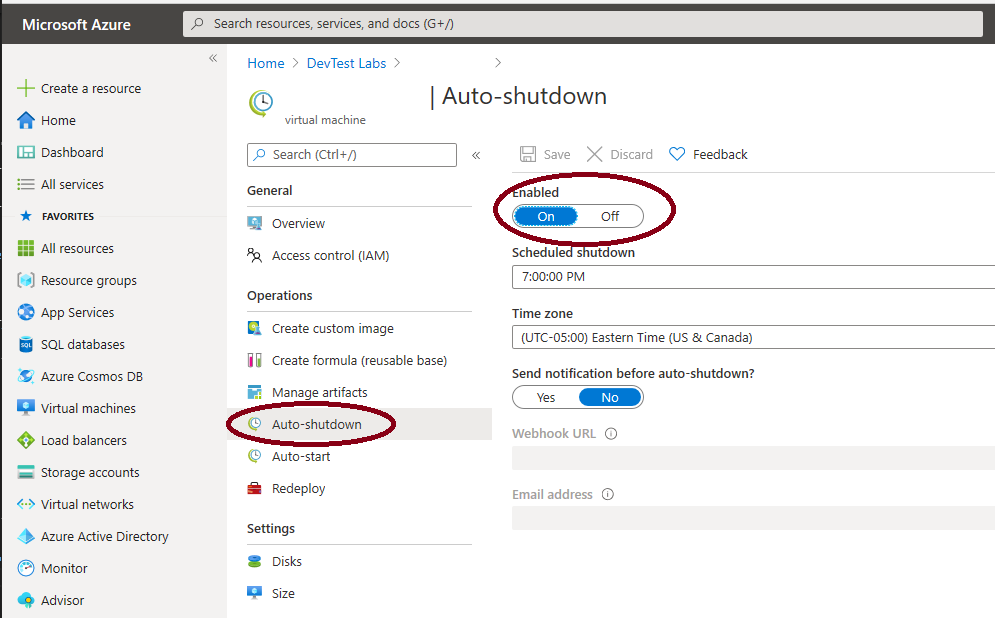 Microsoft Azure
Search resources, services, and docs (G+/)
«
Create a resource
Home
Dashboard
All services
FAVORITES
All resources
Resource groups
App Services
SQL databases
Azure Cosmos DB
Virtual machines
Load balancers
Storage accounts
Virtual networks
Azure Active Directory
Monitor
Advisor
Home > DevTest Labs > >
| Auto-shutdown
virtual machine
Search (Ctrl+/)
«
General
Overview
Access control (IAM)
Operations
Create custom image
Create formula (reusable base)
Manage artifacts
Auto-shutdown
Auto-start
Redeploy
Settings
Disks
Size
Save Discard Feedback
Enabled
On Off
Scheduled shutdown
7:00:00 PM
Time zone
(UTC-05:00) Eastern Time (US & Canada)
Send notification before auto-shutdown?
Yes No
Webhook URL
Email address